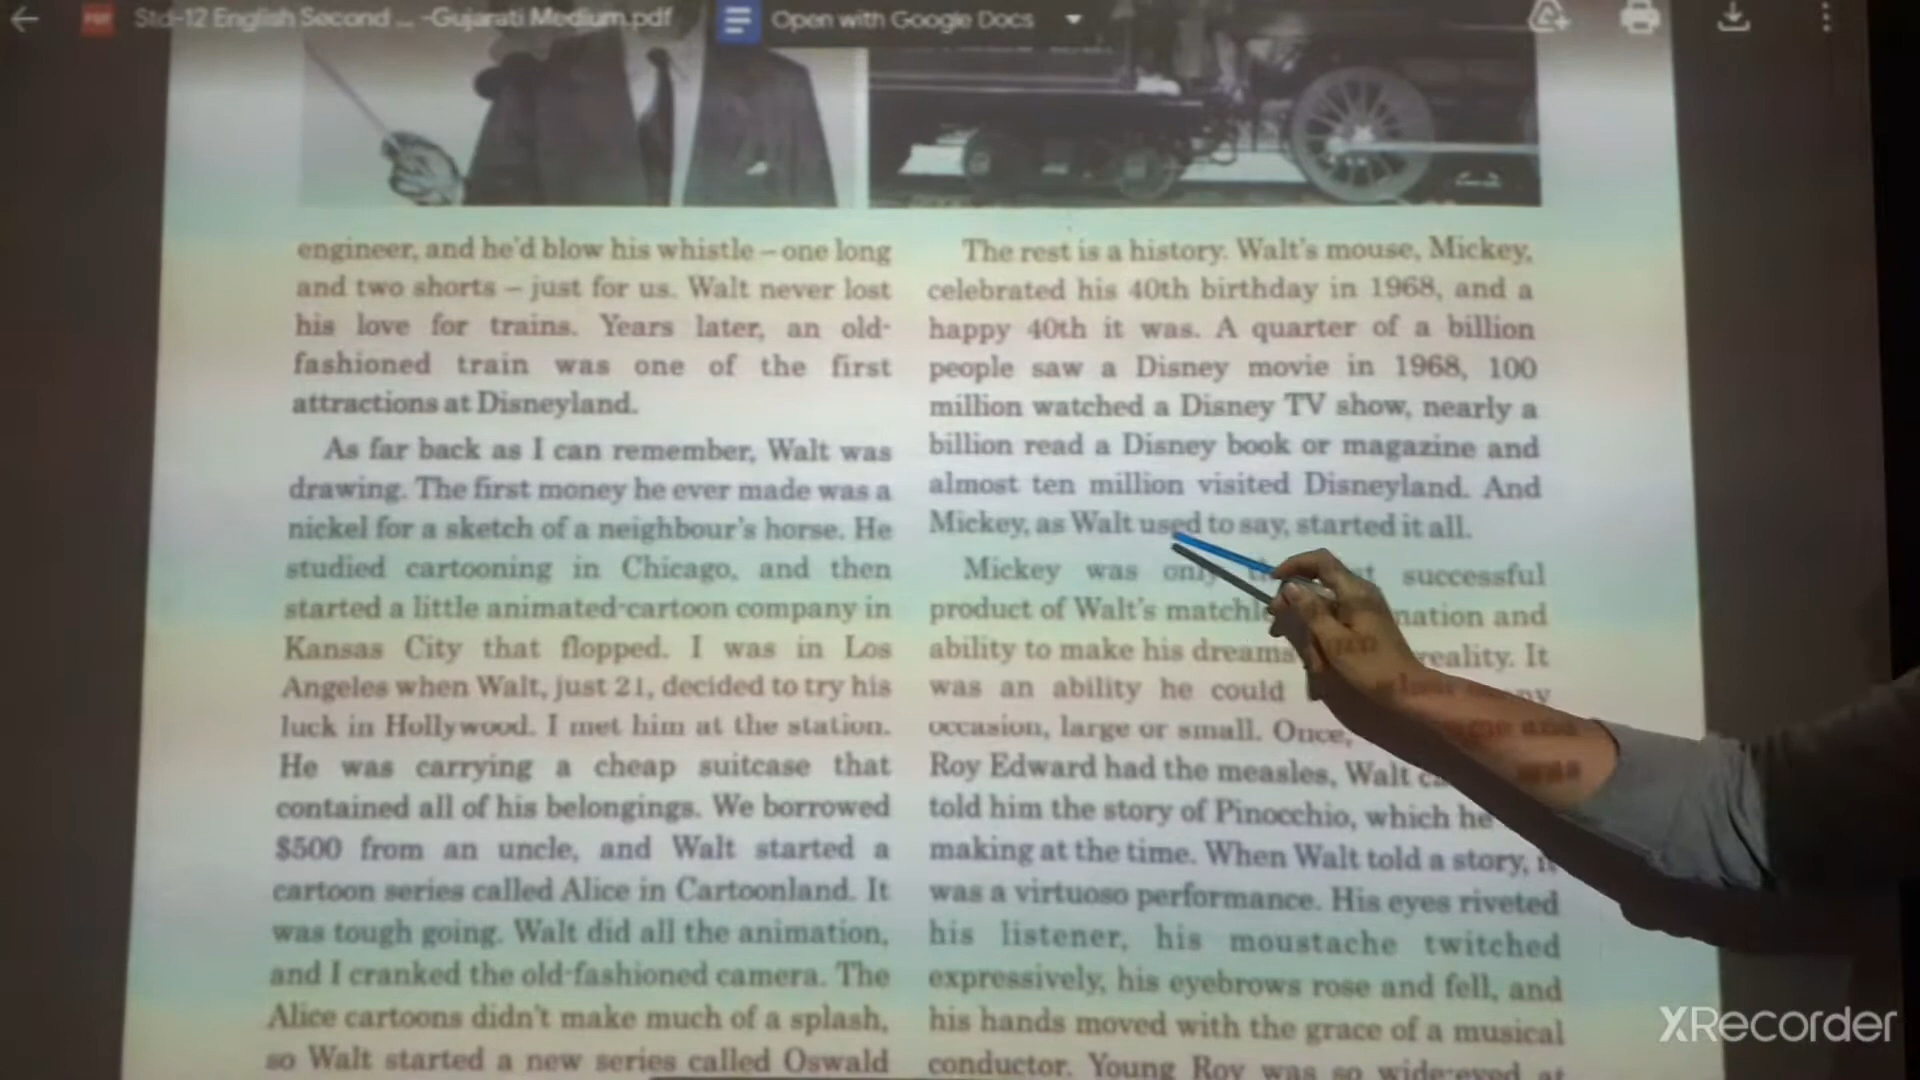 Std-12 English Second ... -Gujarati Medium.pdf
Open with Google Docs
engineer, and he'd blow his whistle – one long
and two shorts – just for us. Walt never lost
his love for trains. Years later, an old-
fashioned train was one of the first
attractions at Disneyland.
As far back as I can remember, Walt was
drawing. The first money he ever made was a
nickel for a sketch of a neighbour's horse. He
studied cartooning in Chicago, and then
started a little animated-cartoon company in
Kansas City that flopped. I was in Los
Angeles when Walt, just 21, decided to try his
luck in Hollywood. I met him at the station.
He was carrying a cheap suitcase that
contained all of his belongings. We borrowed
$500 from an uncle, and Walt started a
cartoon series called Alice in Cartoonland. It
was tough going. Walt did all the animation,
and I cranked the old-fashioned camera. The
Alice cartoons didn't make much of a splash,
so Walt started a new series called Oswald
The rest is a history. Walt's mouse, Mickey,
celebrated his 40th birthday in 1968, and a
happy 40th it was. A quarter of a billion
people saw a Disney movie in 1968, 100
million watched a Disney TV show, nearly a
billion read a Disney book or magazine and
almost ten million visited Disneyland. And
Mickey, as Walt used to say, started it all.
Mickey was only successful
product of Walt's and
ability to make his dreams reality. It
was an ability he could
occasion, large or small. Once,
Roy Edward had the measles, Walt
told him the story of Pinocchio, which he
making at the time. When Walt told a story,
was a virtuoso performance. His eyes riveted
his listener, his moustache twitched
expressively, his eyebrows rose and fell, and
his hands moved with the grace of a musical
conductor. Young Roy was so wide-eyed at
XRecorder